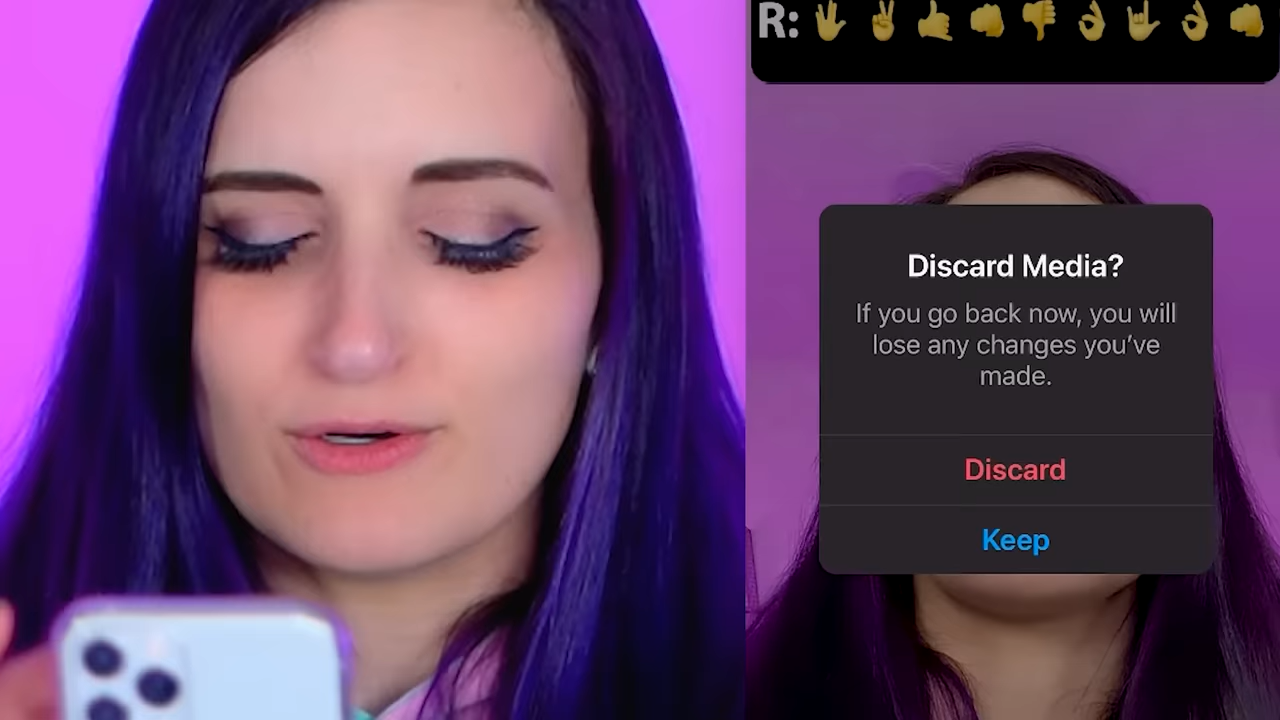 R: 🖖 ✌️ 🤙 👊 👎 👌 🤟 👌 👊
Discard Media?
If you go back now, you will
lose any changes you’ve
made.
Discard
Keep